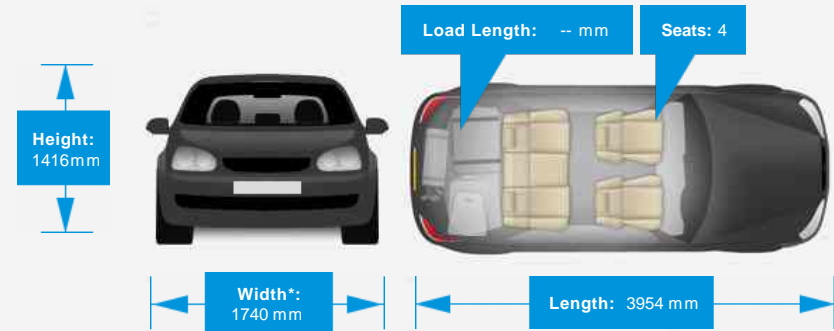 Load Length: -- mm
Seats: 4
Height:
1416mm
Width*:
1740 mm
Length: 3954 mm